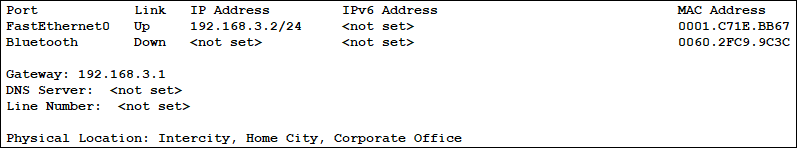 Port Link IP Address IPv6 Address MAC Address
FastEthernet0 Up 192.168.3.2/24 <not set> 0001.C71E.BB67
Bluetooth Down <not set> <not set> 0060.2FC9.9C3C
Gateway: 192.168.3.1
DNS Server: <not set>
Line Number: <not set>
Physical Location: Intercity, Home City, Corporate Office